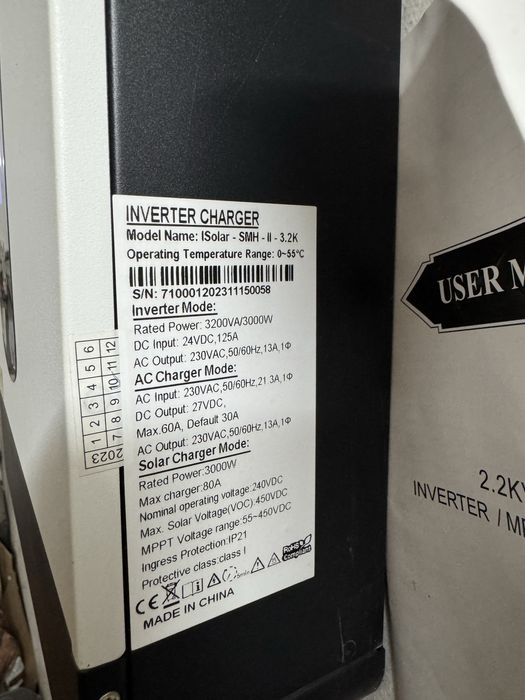 INVERTER CHARGER
Model Name: ISolar - SMH - II - 3.2K
Operating Temperature Range: 0~55°C
S/N: 710001202311150058
Inverter Mode:
Rated Power: 3200VA/3000W
DC Input: 24VDC,125A
AC Output: 230VAC,50/60Hz,13A,1Φ
AC Charger Mode:
AC Input: 230VAC,50/60Hz,21.3A,1Φ
DC Output: 27VDC,
Max.60A, Default 30A
AC Output: 230VAC,50/60Hz,13A,1Φ
Solar Charger Mode:
Rated Power:3000W
Max charger:80A
Nominal operating voltage:240VDC
Max. Solar Voltage(VOC):450VDC
MPPT Voltage range:55~450VDC
Ingress Protection:IP21
Protective class:class I
CE
5min
RoHS
Compliant
MADE IN CHINA
2023
1 2 3 4 5 6
7 8 9 10 11 12
USER M
2.2K
INVERTER / M